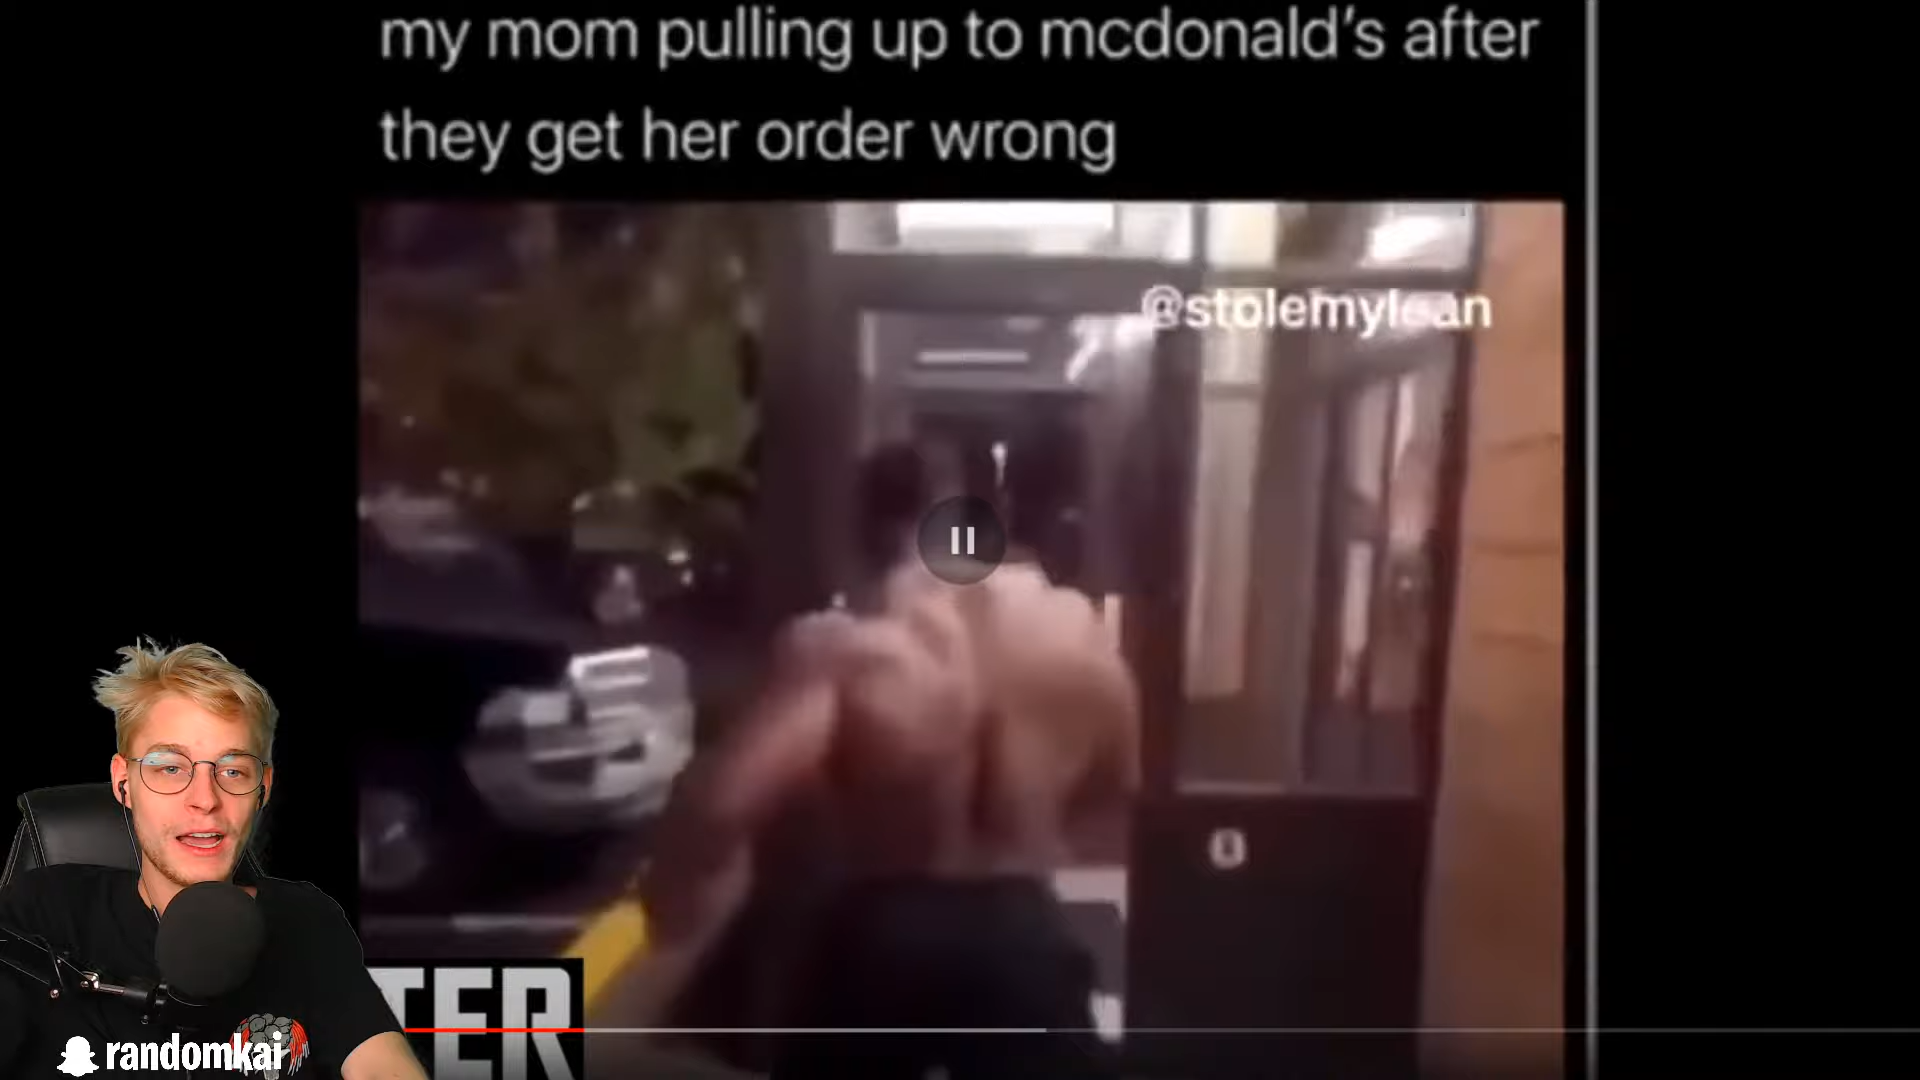 my mom pulling up to mcdonald's after
they get her order wrong
@stolemylean
TER
randomkai